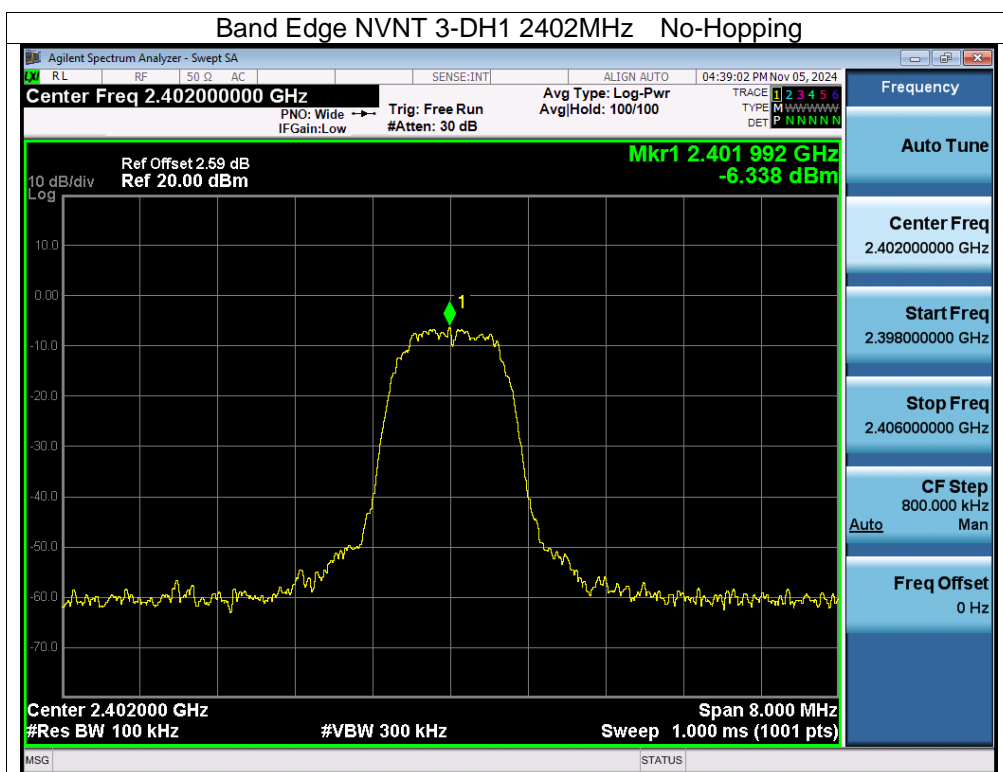 Band Edge NVNT 3-DH1 2402MHz No-Hopping
Agilent Spectrum Analyzer - Swept SA
LXI RL RF 50 Ω AC SENSE:INT ALIGN AUTO 04:39:02 PM Nov 05, 2024
Center Freq 2.402000000 GHz
PNO: Wide
IFGain:Low
Trig: Free Run
#Atten: 30 dB
Avg Type: Log-Pwr
Avg|Hold: 100/100
TRACE 1 2 3 4 5 6
TYPE M WWWWW
DET P N N N N N
Mkr1 2.401 992 GHz
-6.338 dBm
Ref Offset 2.59 dB
10 dB/div Ref 20.00 dBm
Log
10.0
0.00
-10.0
-20.0
-30.0
-40.0
-50.0
-60.0
-70.0
1
Center 2.402000 GHz Span 8.000 MHz
#Res BW 100 kHz #VBW 300 kHz Sweep 1.000 ms (1001 pts)
MSG STATUS
Frequency
Auto Tune
Center Freq
2.402000000 GHz
Start Freq
2.398000000 GHz
Stop Freq
2.406000000 GHz
CF Step
800.000 kHz
Auto Man
Freq Offset
0 Hz